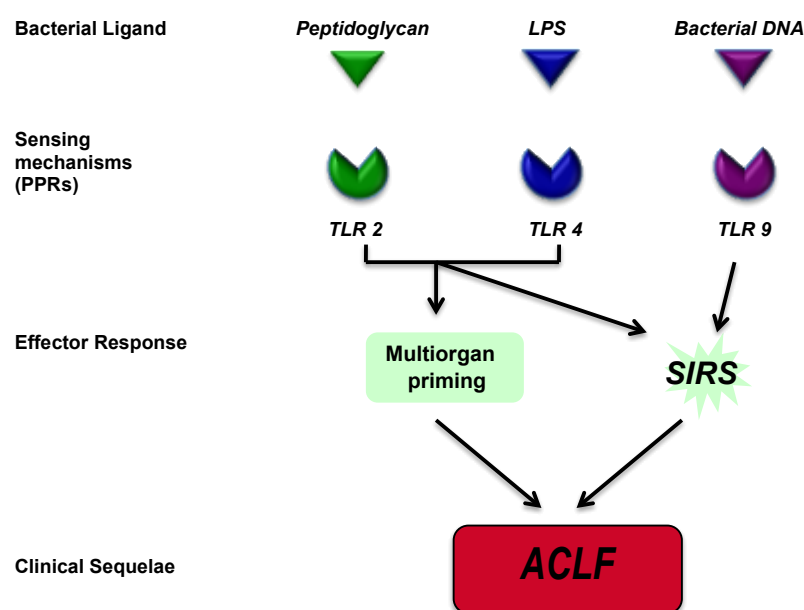 Bacterial Ligand
Peptidoglycan
LPS
Bacterial DNA
Sensing
mechanisms
(PPRs)
TLR 2
TLR 4
TLR 9
Effector Response
Multiorgan
priming
SIRS
Clinical Sequelae
ACLF